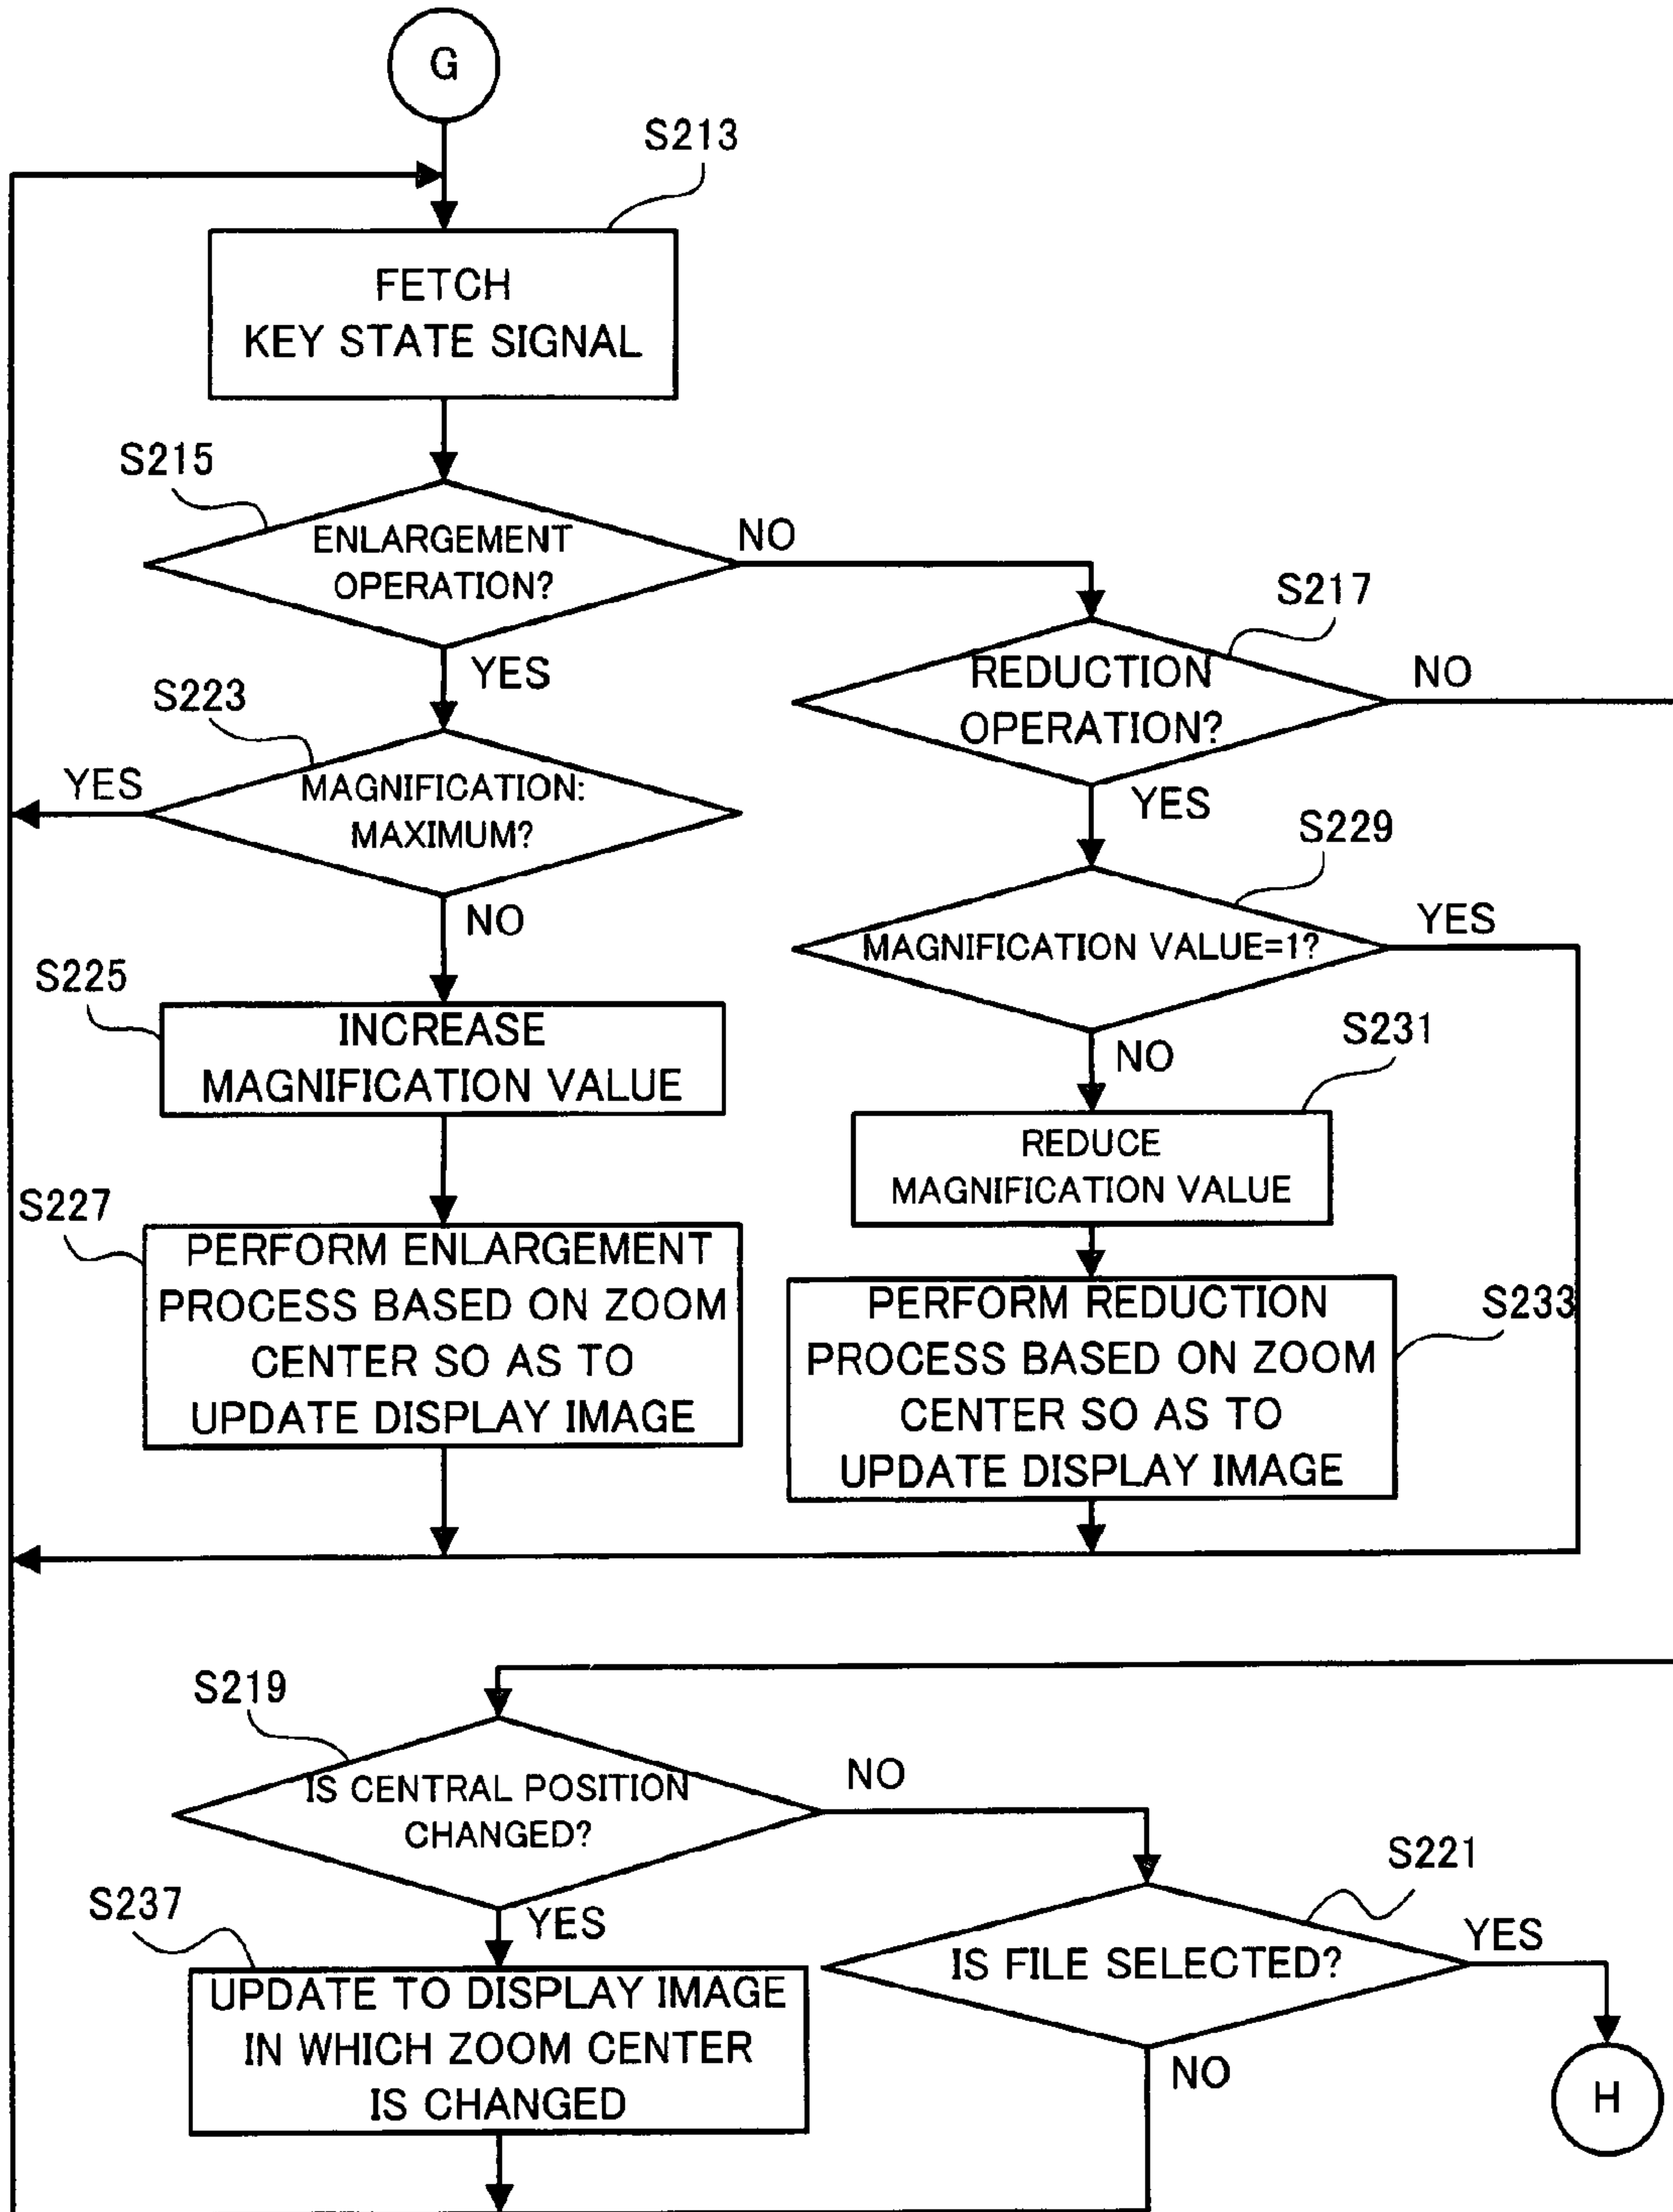 G
S213
FETCH
KEY STATE SIGNAL
S215
ENLARGEMENT
OPERATION?
NO
S217
REDUCTION
OPERATION?
NO
YES
S223
YES
MAGNIFICATION:
MAXIMUM?
YES
S229
MAGNIFICATION VALUE=1?
YES
NO
S225
INCREASE
MAGNIFICATION VALUE
NO
S231
REDUCE
MAGNIFICATION VALUE
S227
PERFORM ENLARGEMENT
PROCESS BASED ON ZOOM
CENTER SO AS TO
UPDATE DISPLAY IMAGE
S233
PERFORM REDUCTION
PROCESS BASED ON ZOOM
CENTER SO AS TO
UPDATE DISPLAY IMAGE
S219
IS CENTRAL POSITION
CHANGED?
NO
S221
IS FILE SELECTED?
YES
S237
YES
UPDATE TO DISPLAY IMAGE
IN WHICH ZOOM CENTER
IS CHANGED
NO
H